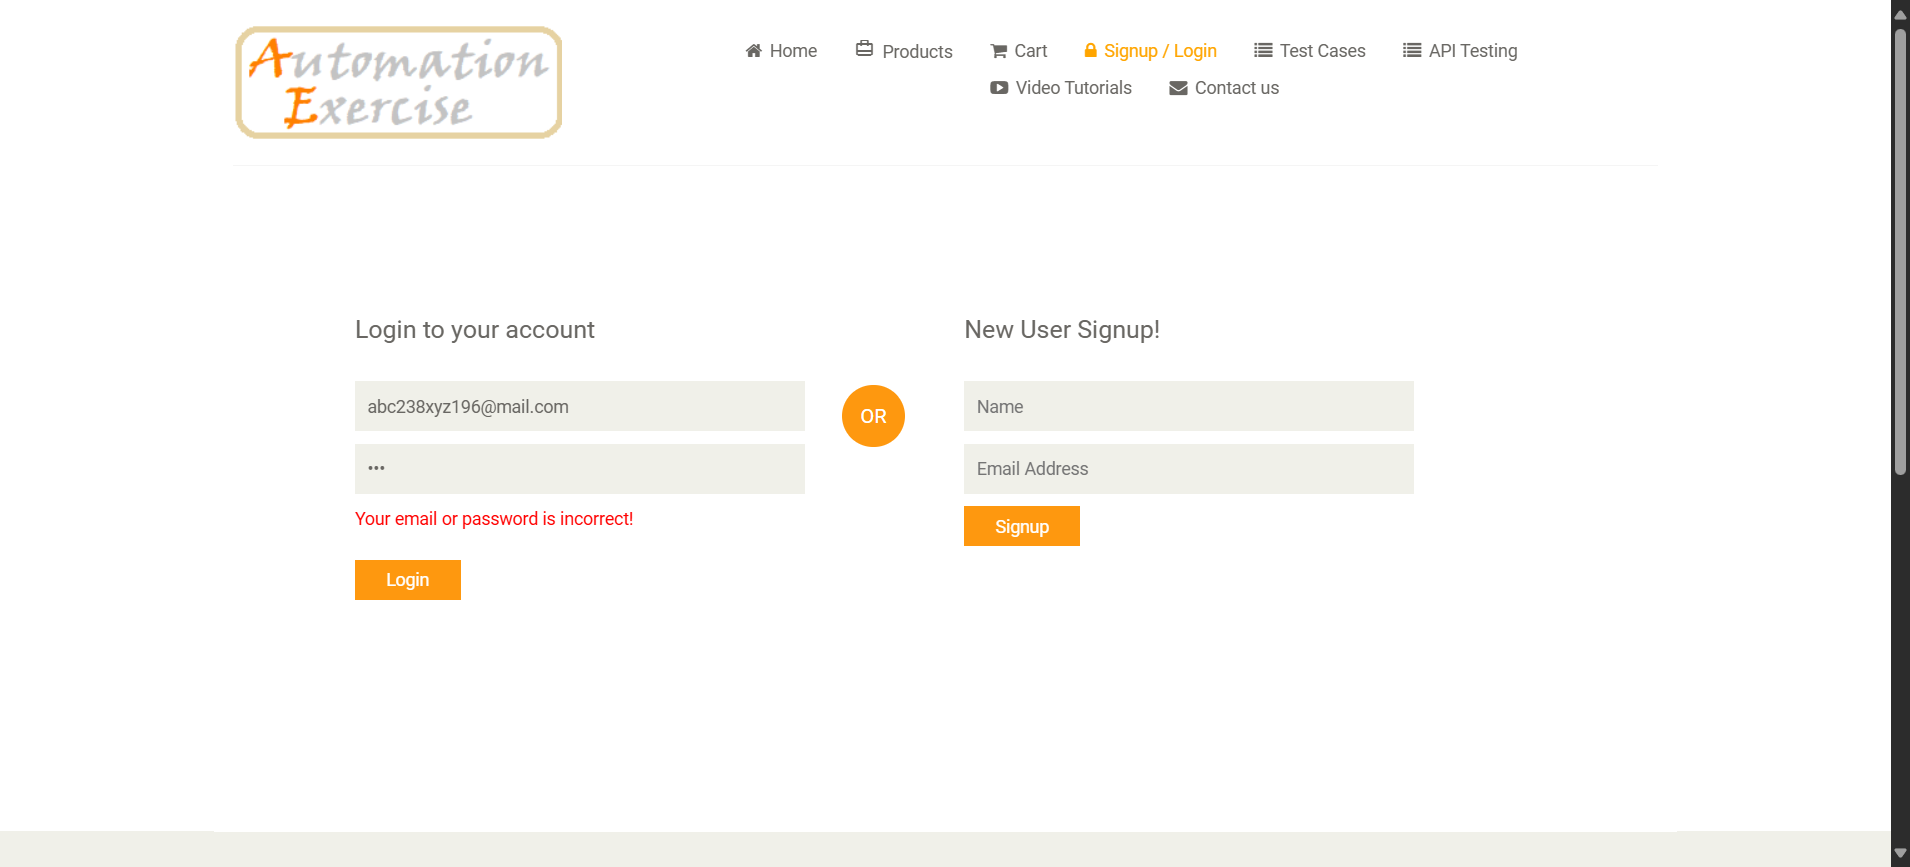 Automation
Exercise
Home
Products
Cart
Signup / Login
Test Cases
API Testing
Video Tutorials
Contact us
Login to your account
abc238xyz196@mail.com
•••
Your email or password is incorrect!
Login
OR
New User Signup!
Name
Email Address
Signup